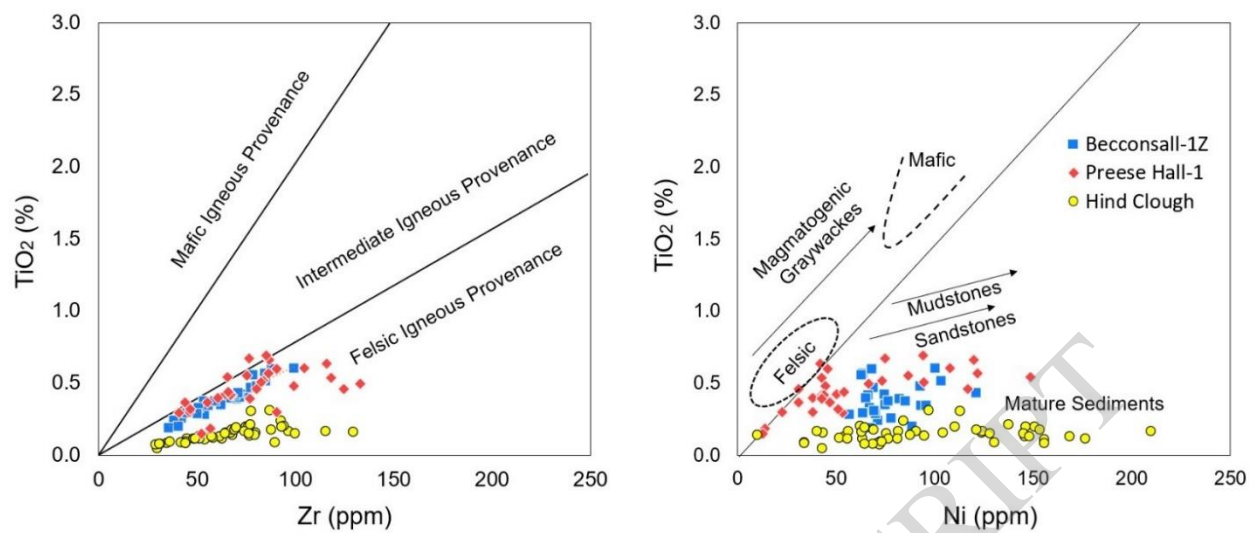 3.0
2.5
2.0
1.5
1.0
0.5
0.0
TiO2 (%)
0
50
100
150
200
250
Zr (ppm)
Mafic Igneous Provenance
Intermediate Igneous Provenance
Felsic Igneous Provenance
3.0
2.5
2.0
1.5
1.0
0.5
0.0
TiO2 (%)
0
50
100
150
200
250
Ni (ppm)
Becconsall-1Z
Preese Hall-1
Hind Clough
Mafic
Magmatogenic
Graywackes
Mudstones
Sandstones
Felsic
Mature Sediments
RIPT